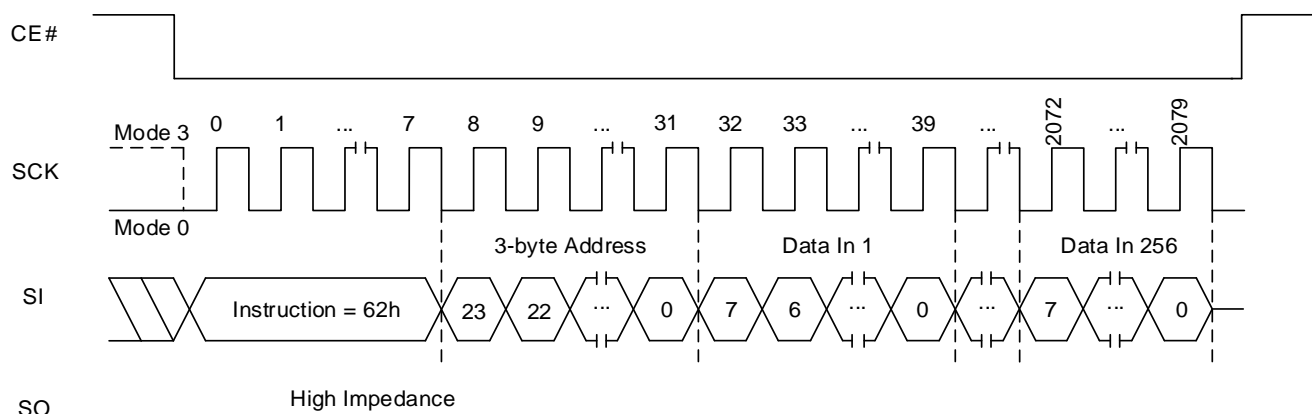 CE#
Mode 3 0 1 ... 7 8 9 ... 31 32 33 ... 39 ... 2072 ... 2079
SCK
Mode 0
3-byte Address Data In 1 Data In 256
SI Instruction = 62h 23 22 ... 0 7 6 ... 0 ... 7 ... 0
High Impedance
SO